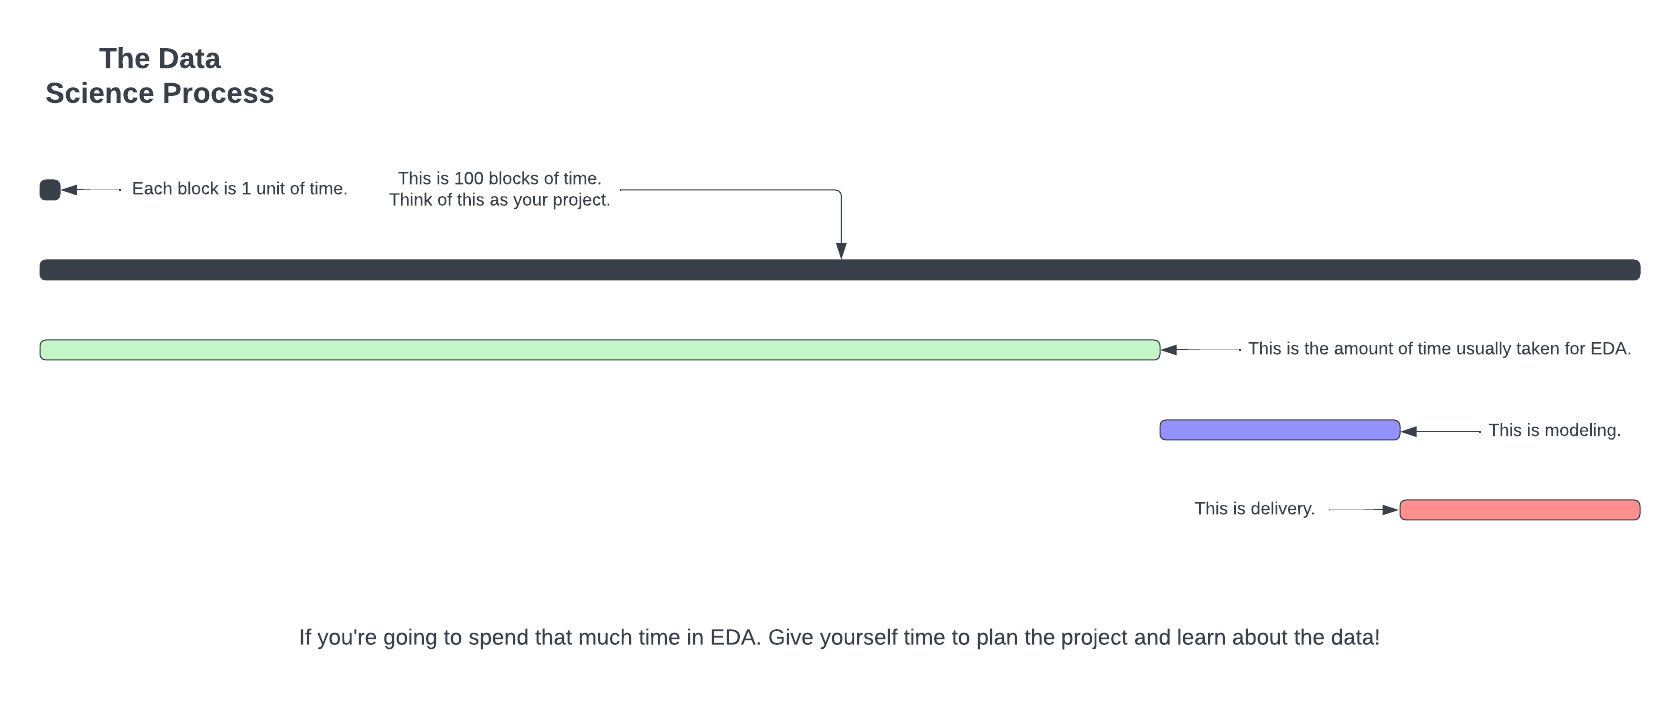 The Data
Science Process
Each block is 1 unit of time.
This is 100 blocks of time.
Think of this as your project.
This is the amount of time usually taken for EDA.
This is modeling.
This is delivery.
If you're going to spend that much time in EDA. Give yourself time to plan the project and learn about the data!